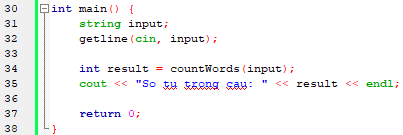 30 int main() {
31 string input;
32 getline(cin, input);
33
34 int result = countWords(input);
35 cout << "So tu trong cau: " << result << endl;
36
37 return 0;
38 }